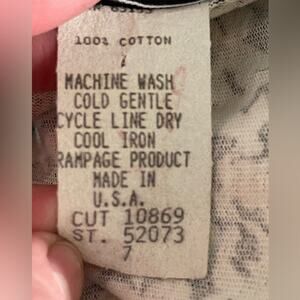 100% COTTON
MACHINE WASH
COLD GENTLE
CYCLE LINE DRY
COOL IRON
RAMPAGE PRODUCT
MADE IN
U.S.A.
CUT 10869
ST. 52073
7